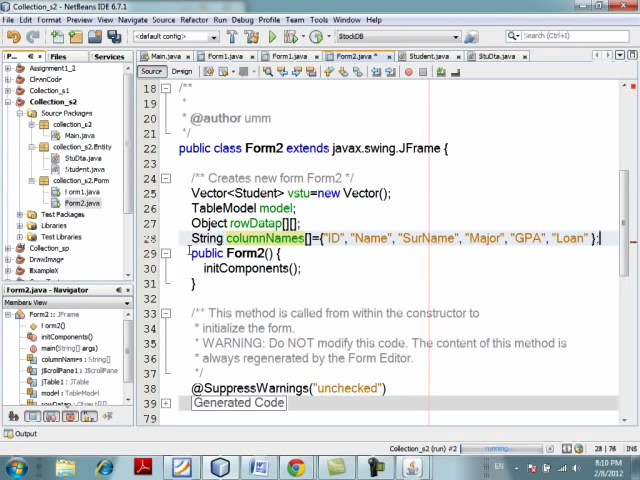 Collection_s2 - NetBeans IDE 6.7.1
File Edit View Navigate Source Refactor Run Debug Profile Team Tools Window Help
<default config>
StockDB
Search (Ctrl+I)
Main.java
Form1.java
Form1.java
Form2.java *
Student.java
StuDta.java
Source Design
Assignment1_2
CleanCode
Collection_s1
Collection_s2
Source Packages
collection_s2
Main.java
collection_s2.Entity
StuDta.java
Student.java
collection_s2.Form
Form1.java
Form2.java
Test Packages
Libraries
Test Libraries
Collection_sp
DrawImage
ExampleX
Form2.java - Navigator
Members View
Form2 :: JFrame
Form2()
initComponents()
main(String[] args)
columnNames : String[]
jScrollPane1 : JScrollPane
jTable1 : JTable
model : TableModel
rowDatap : Object[][]
18 /**
19 *
20 * @author umm
21 */
22 public class Form2 extends javax.swing.JFrame {
23
24 /** Creates new form Form2 */
25 Vector<Student> vstu=new Vector();
26 TableModel model;
27 Object rowDatap[][];
28 String columnNames[]={"ID", "Name", "SurName", "Major", "GPA", "Loan" };
29 public Form2() {
30 initComponents();
31 }
32
33 /** This method is called from within the constructor to
34 * initialize the form.
35 * WARNING: Do NOT modify this code. The content of this method is
36 * always regenerated by the Form Editor.
37 */
38 @SuppressWarnings("unchecked")
39 Generated Code
79
Output
Collection_s2 (run) #2 running... 28 | 76 INS
EN
8:10 PM
2/8/2012